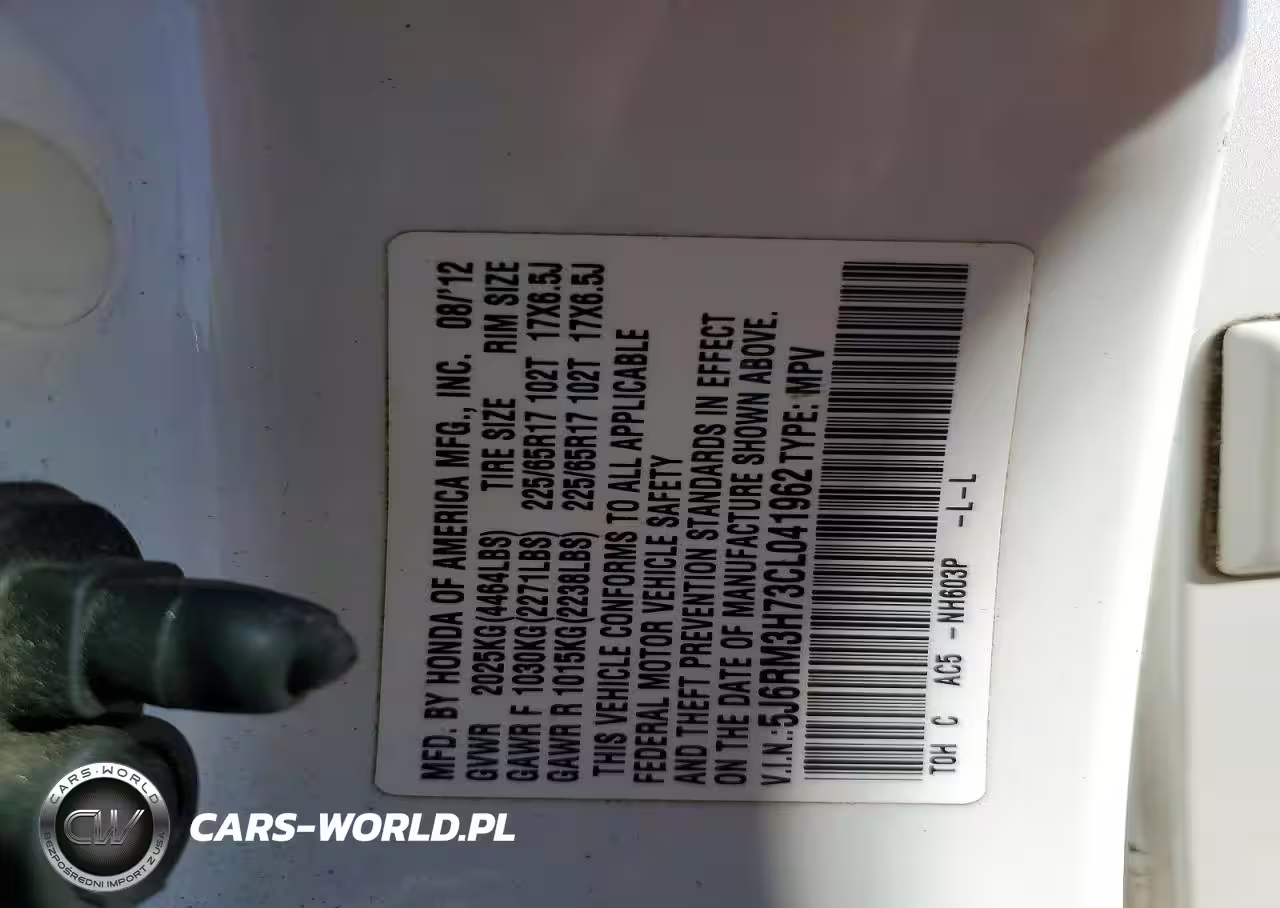 MFD. BY HONDA OF AMERICA MFG., INC. 08/'12
GVWR 2025KG(4464LBS) TIRE SIZE RIM SIZE
GAWR F 1030KG(2271LBS) 225/65R17 102T 17X6.5J
GAWR R 1015KG(2238LBS) 225/65R17 102T 17X6.5J
THIS VEHICLE CONFORMS TO ALL APPLICABLE
FEDERAL MOTOR VEHICLE SAFETY
AND THEFT PREVENTION STANDARDS IN EFFECT
ON THE DATE OF MANUFACTURE SHOWN ABOVE.
V.I.N.:5J6RM3H73CL041962 TYPE: MPV
TOH C AC5 -NH603P -L-L
CARS-WORLD
CW
BEZPOŚREDNI IMPORT Z USA
CARS-WORLD.PL